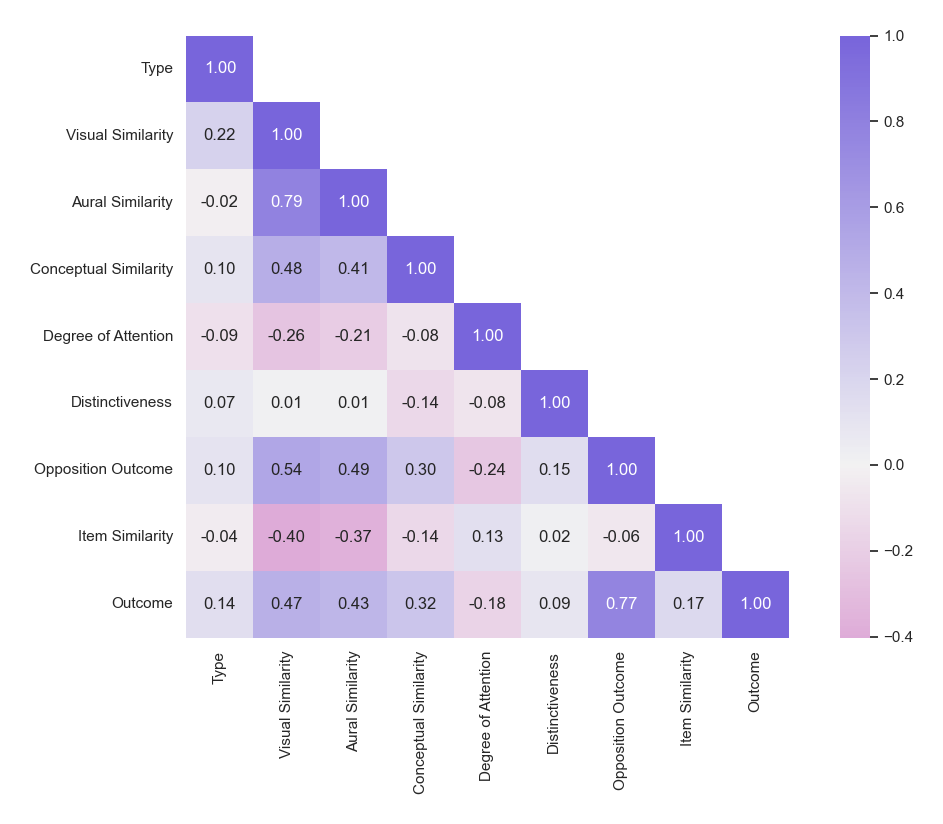 Type 1.00
Visual Similarity 0.22 1.00
Aural Similarity -0.02 0.79 1.00
Conceptual Similarity 0.10 0.48 0.41 1.00
Degree of Attention -0.09 -0.26 -0.21 -0.08 1.00
Distinctiveness 0.07 0.01 0.01 -0.14 -0.08 1.00
Opposition Outcome 0.10 0.54 0.49 0.30 -0.24 0.15 1.00
Item Similarity -0.04 -0.40 -0.37 -0.14 0.13 0.02 -0.06 1.00
Outcome 0.14 0.47 0.43 0.32 -0.18 0.09 0.77 0.17 1.00
Type
Visual Similarity
Aural Similarity
Conceptual Similarity
Degree of Attention
Distinctiveness
Opposition Outcome
Item Similarity
Outcome
1.0
0.8
0.6
0.4
0.2
0.0
−0.2
−0.4